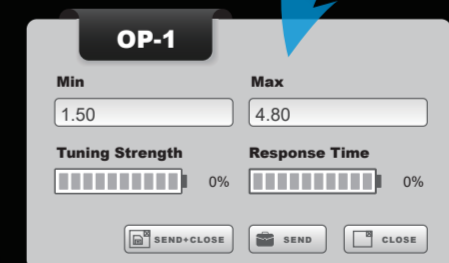 OP-1
Min Max
1.50 4.80
Tuning Strength Response Time
0% 0%
SEND+CLOSE SEND CLOSE